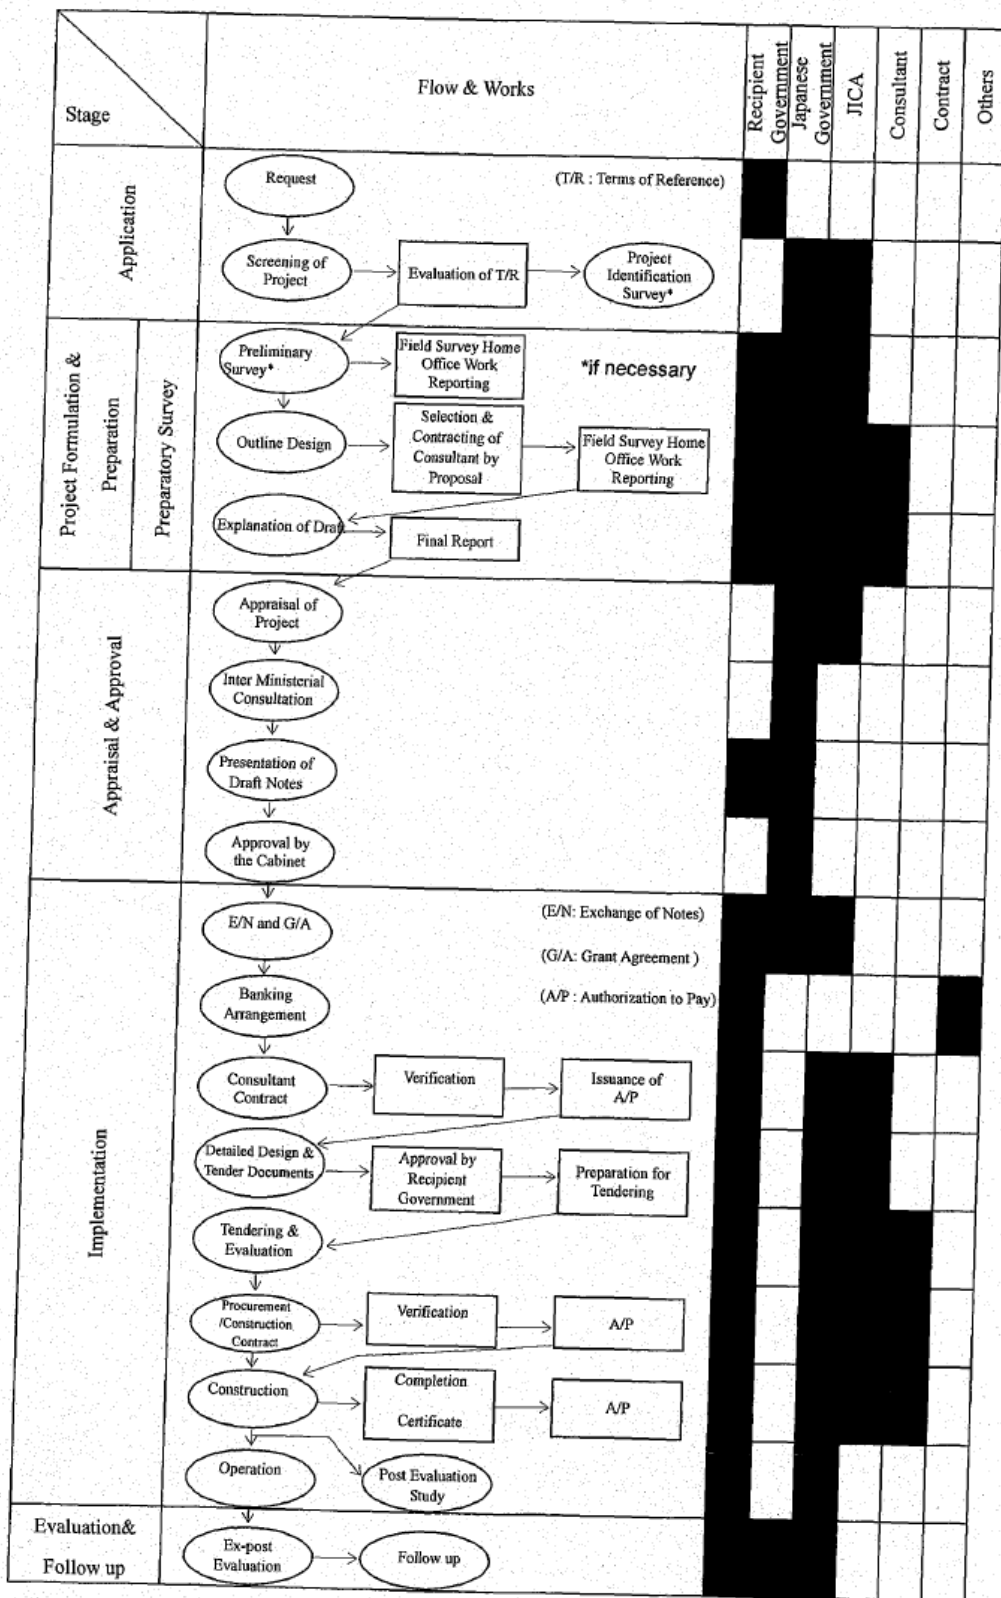 Stage
Flow & Works
Recipient
Government
Japanese
Government
JICA
Consultant
Contract
Others
Application
Request
(T/R : Terms of Reference)
Screening of
Project
Evaluation of T/R
Project
Identification
Survey*
Project Formulation &
Preparation
Preparatory Survey
Preliminary
Survey*
Field Survey Home
Office Work
Reporting
*if necessary
Outline Design
Selection &
Contracting of
Consultant by
Proposal
Field Survey Home
Office Work
Reporting
Explanation of Draft
Final Report
Appraisal & Approval
Appraisal of
Project
Inter Ministerial
Consultation
Presentation of
Draft Notes
Approval by
the Cabinet
Implementation
E/N and G/A
(E/N: Exchange of Notes)
(G/A: Grant Agreement )
Banking
Arrangement
(A/P : Authorization to Pay)
Consultant
Contract
Verification
Issuance of
A/P
Detailed Design &
Tender Documents
Approval by
Recipient
Government
Preparation for
Tendering
Tendering &
Evaluation
Procurement
/Construction
Contract
Verification
A/P
Construction
Completion
Certificate
A/P
Operation
Post Evaluation
Study
Evaluation&
Follow up
Ex-post
Evaluation
Follow up